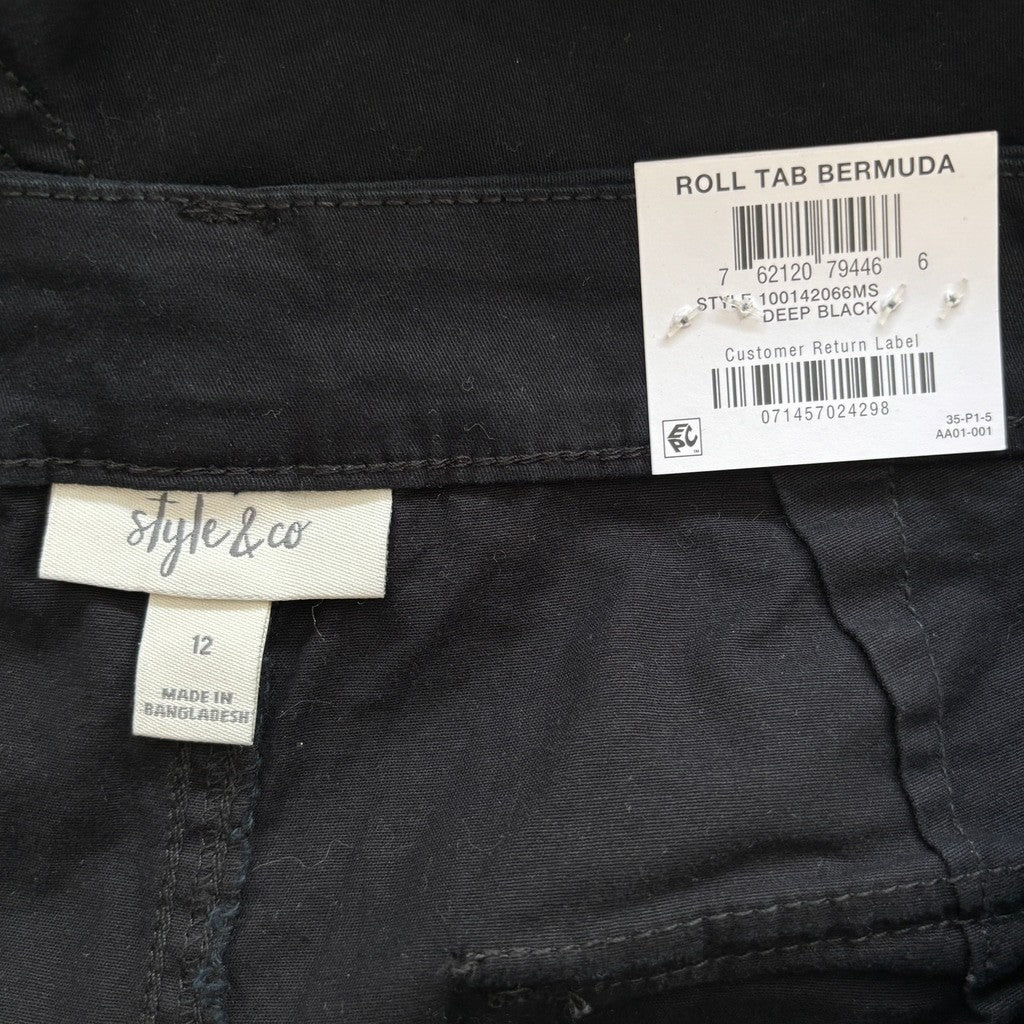 ROLL TAB BERMUDA
7 62120 79446 6
STYLE 100142066MS
DEEP BLACK
Customer Return Label
071457024298
EPC
35-P1-5
AA01-001
style&co
12
MADE IN
BANGLADESH